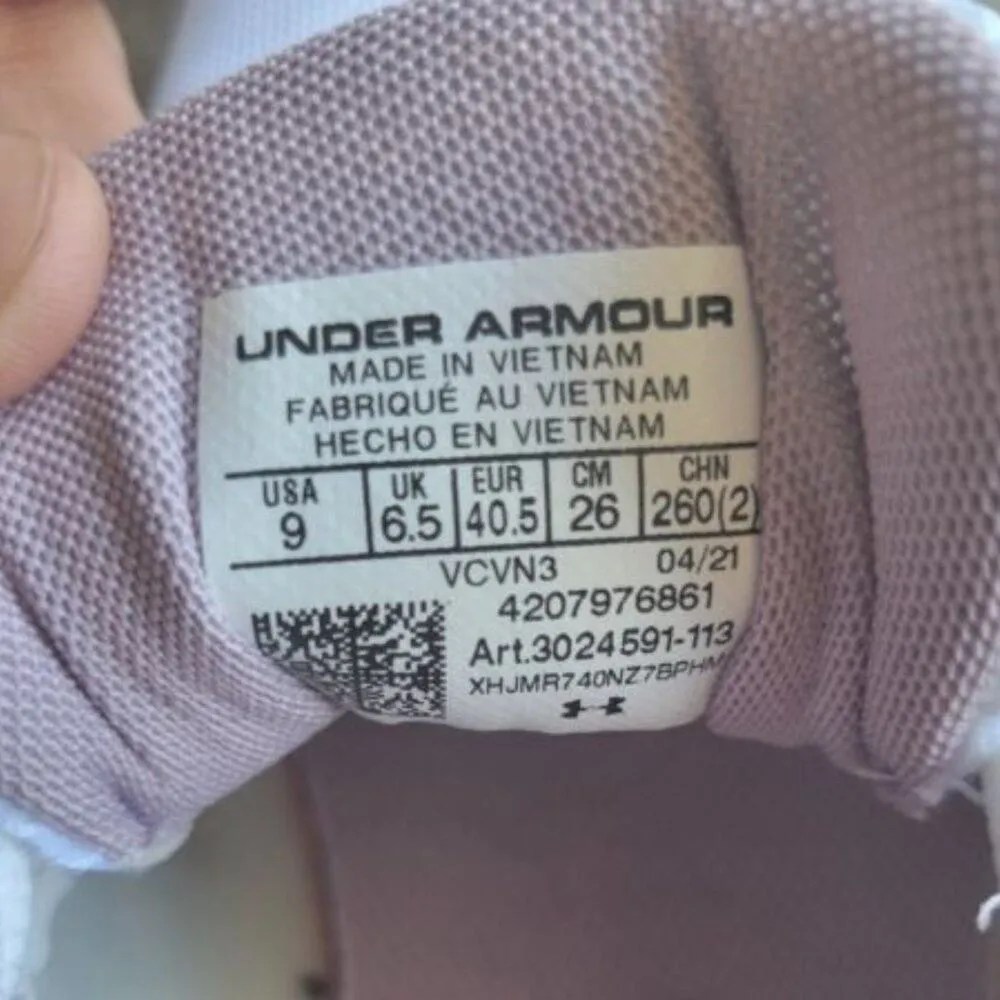 UNDER ARMOUR
MADE IN VIETNAM
FABRIQUÉ AU VIETNAM
HECHO EN VIETNAM
USA UK EUR CM CHN
9 6.5 40.5 26 260(2)
VCVN3 04/21
4207976861
Art.3024591-113